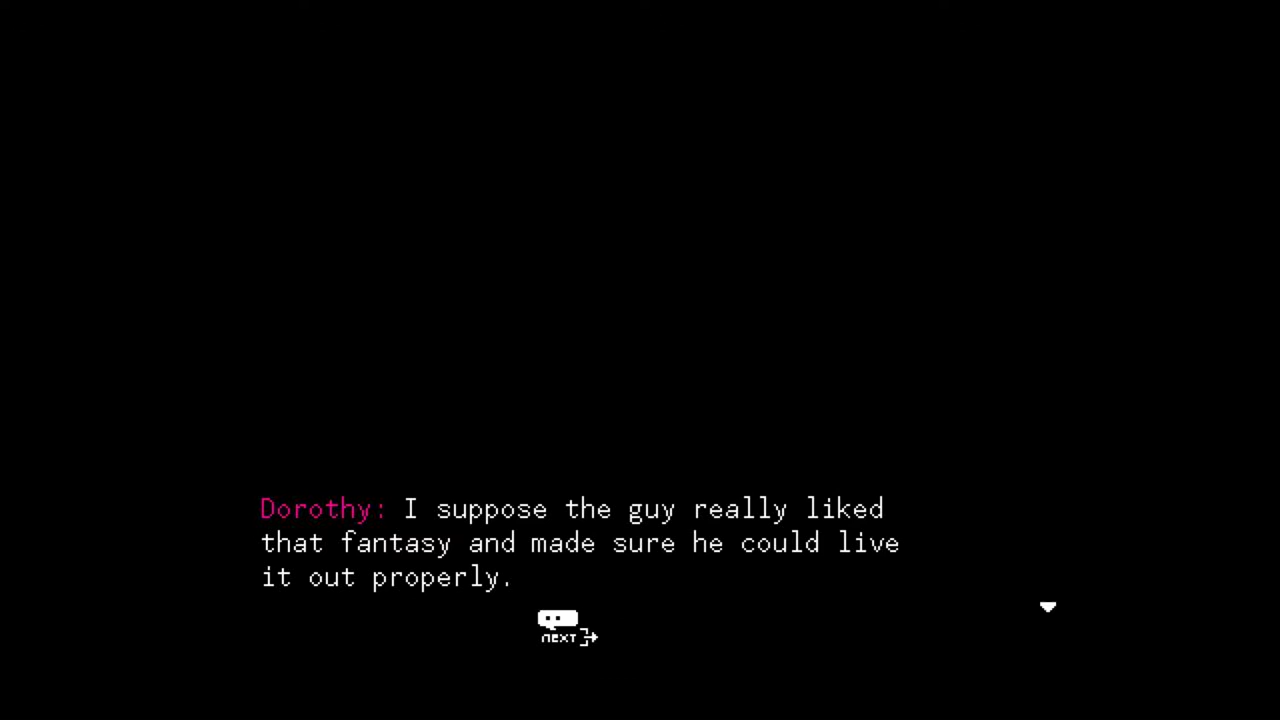 Dorothy: I suppose the guy really liked
that fantasy and made sure he could live
it out properly.
NEXT